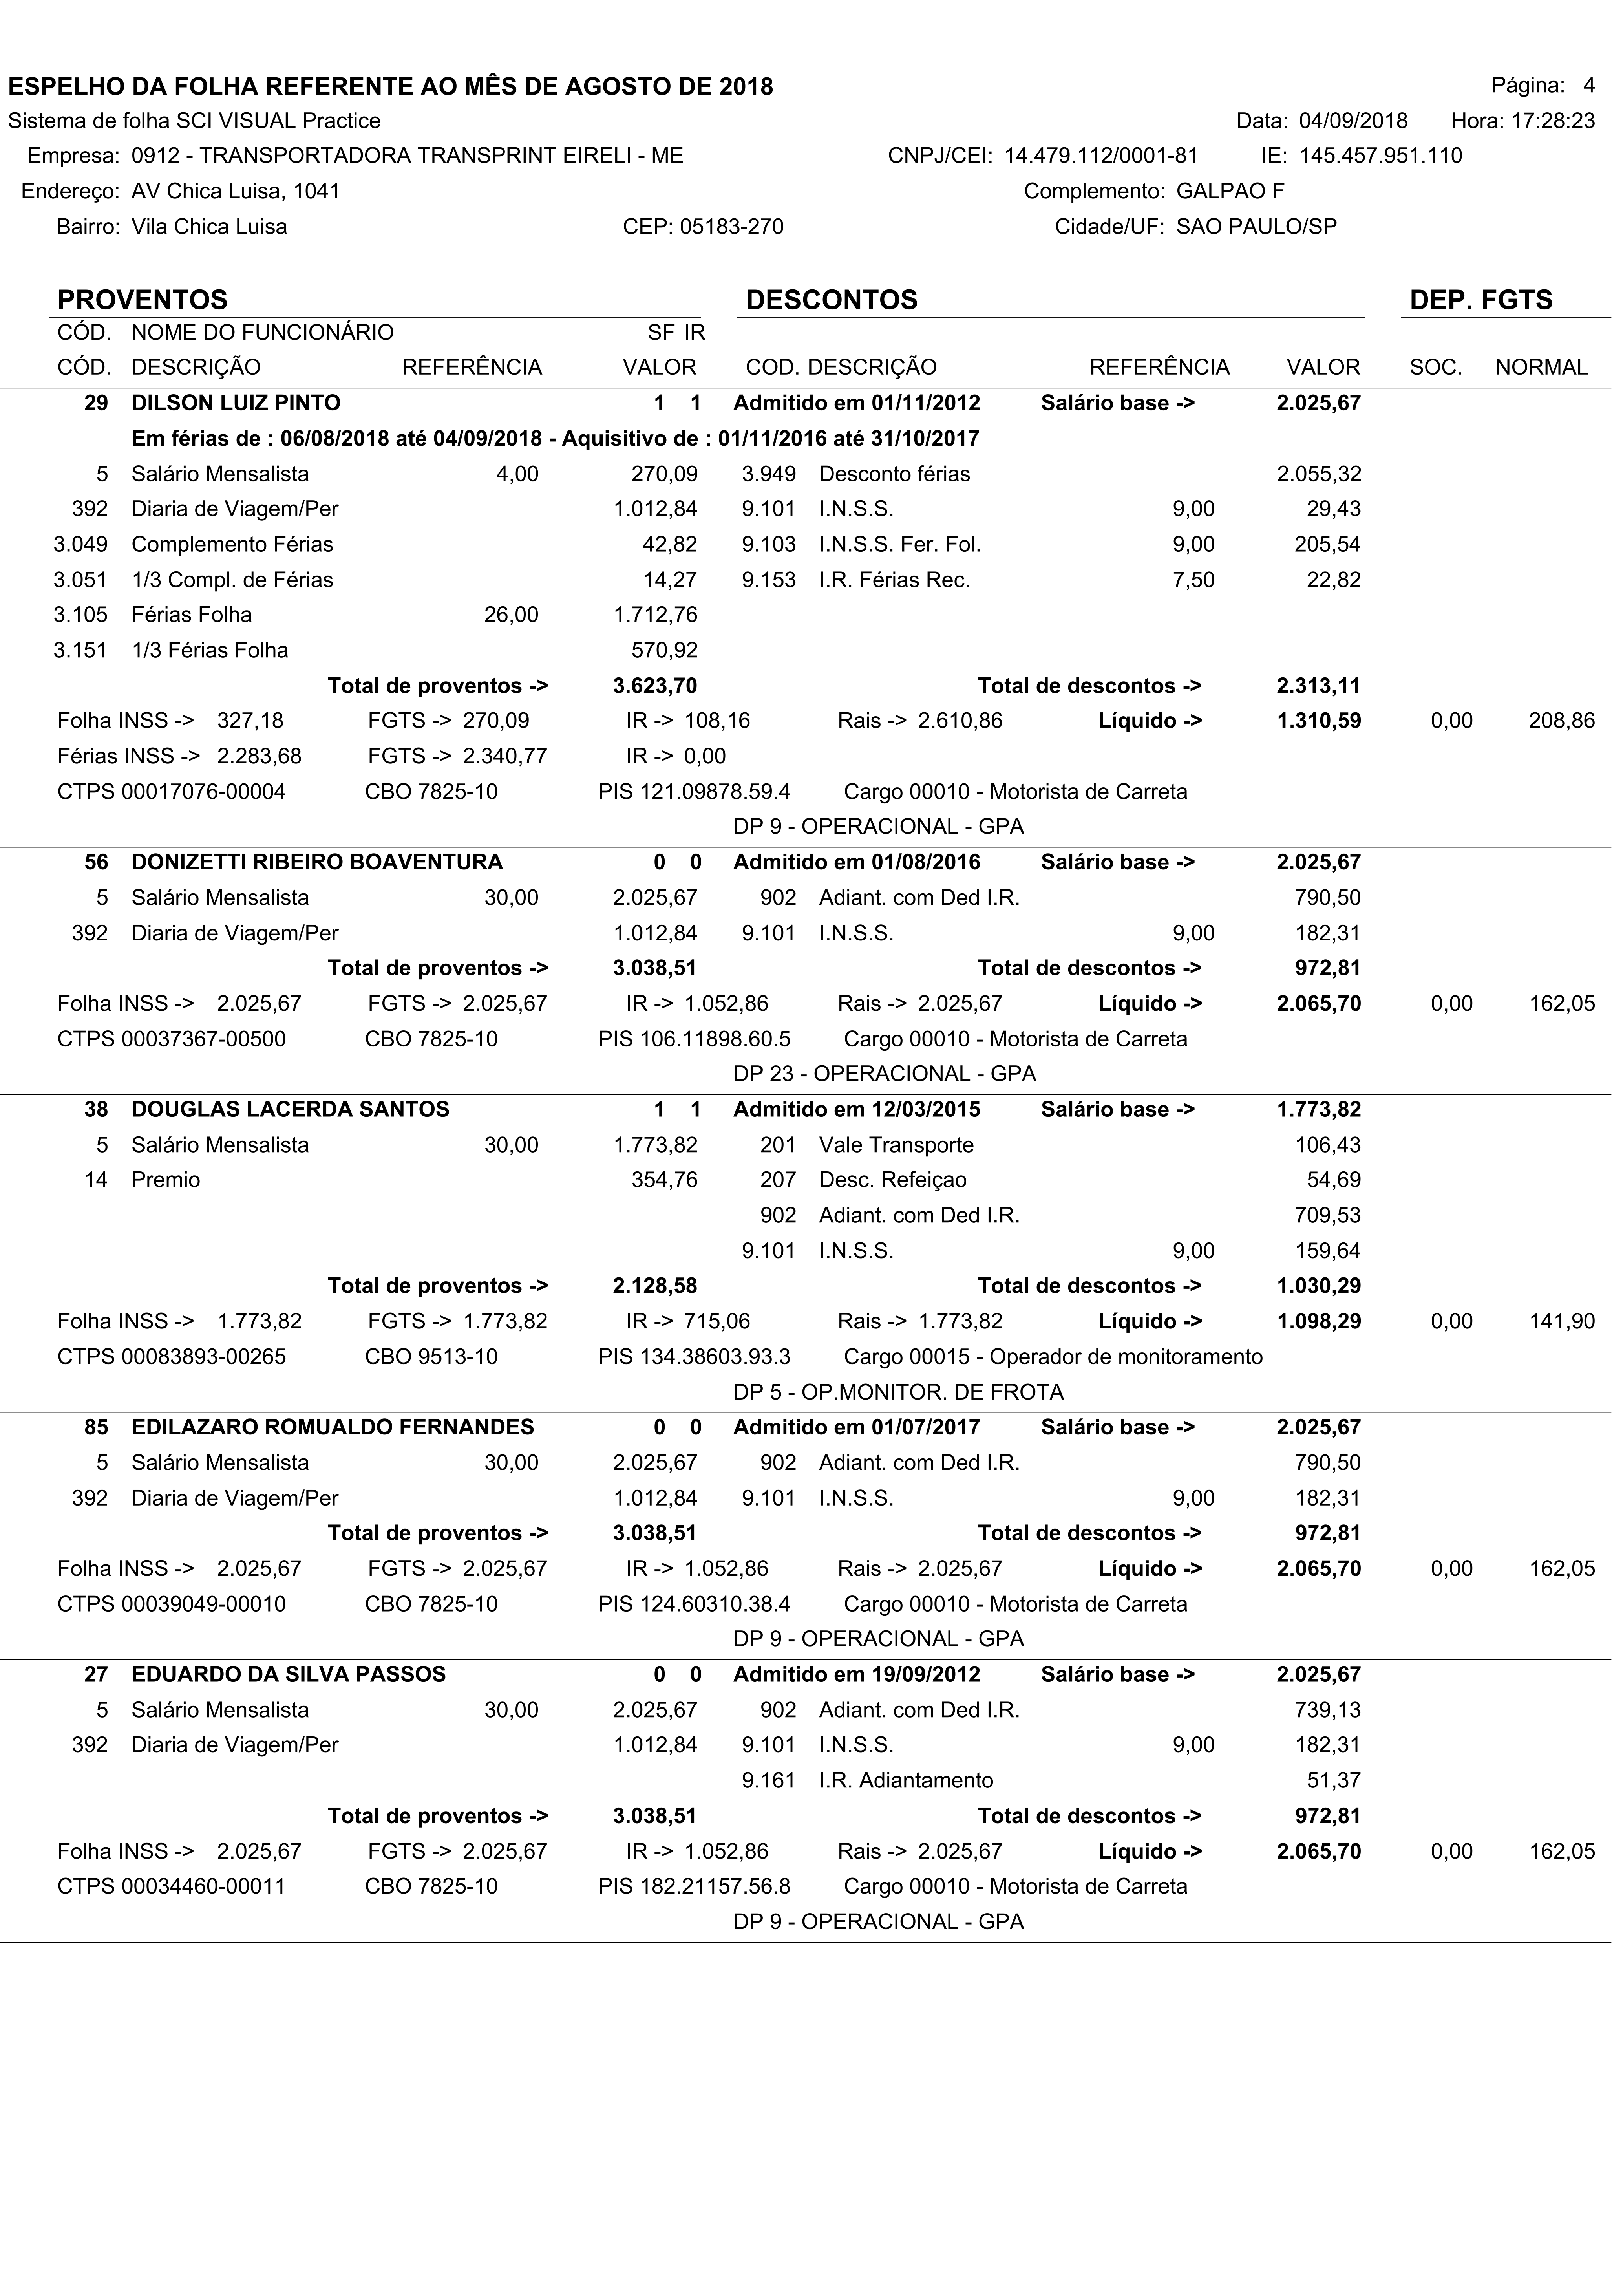 ESPELHO DA FOLHA REFERENTE AO MÊS DE AGOSTO DE 2018 Página: 4
Sistema de folha SCI VISUAL Practice Data: 04/09/2018 Hora: 17:28:23
Empresa: 0912 - TRANSPORTADORA TRANSPRINT EIRELI - ME CNPJ/CEI: 14.479.112/0001-81 IE: 145.457.951.110
Endereço: AV Chica Luisa, 1041 Complemento: GALPAO F
Bairro: Vila Chica Luisa CEP: 05183-270 Cidade/UF: SAO PAULO/SP
PROVENTOS DESCONTOS DEP. FGTS
CÓD. NOME DO FUNCIONÁRIO SF IR
CÓD. DESCRIÇÃO REFERÊNCIA VALOR COD. DESCRIÇÃO REFERÊNCIA VALOR SOC. NORMAL
29 DILSON LUIZ PINTO 1 1 Admitido em 01/11/2012 Salário base -> 2.025,67
Em férias de : 06/08/2018 até 04/09/2018 - Aquisitivo de : 01/11/2016 até 31/10/2017
5 Salário Mensalista 4,00 270,09 3.949 Desconto férias 2.055,32
392 Diaria de Viagem/Per 1.012,84 9.101 I.N.S.S. 9,00 29,43
3.049 Complemento Férias 42,82 9.103 I.N.S.S. Fer. Fol. 9,00 205,54
3.051 1/3 Compl. de Férias 14,27 9.153 I.R. Férias Rec. 7,50 22,82
3.105 Férias Folha 26,00 1.712,76
3.151 1/3 Férias Folha 570,92
Total de proventos -> 3.623,70 Total de descontos -> 2.313,11
Folha INSS -> 327,18 FGTS -> 270,09 IR -> 108,16 Rais -> 2.610,86 Líquido -> 1.310,59 0,00 208,86
Férias INSS -> 2.283,68 FGTS -> 2.340,77 IR -> 0,00
CTPS 00017076-00004 CBO 7825-10 PIS 121.09878.59.4 Cargo 00010 - Motorista de Carreta
DP 9 - OPERACIONAL - GPA
56 DONIZETTI RIBEIRO BOAVENTURA 0 0 Admitido em 01/08/2016 Salário base -> 2.025,67
5 Salário Mensalista 30,00 2.025,67 902 Adiant. com Ded I.R. 790,50
392 Diaria de Viagem/Per 1.012,84 9.101 I.N.S.S. 9,00 182,31
Total de proventos -> 3.038,51 Total de descontos -> 972,81
Folha INSS -> 2.025,67 FGTS -> 2.025,67 IR -> 1.052,86 Rais -> 2.025,67 Líquido -> 2.065,70 0,00 162,05
CTPS 00037367-00500 CBO 7825-10 PIS 106.11898.60.5 Cargo 00010 - Motorista de Carreta
DP 23 - OPERACIONAL - GPA
38 DOUGLAS LACERDA SANTOS 1 1 Admitido em 12/03/2015 Salário base -> 1.773,82
5 Salário Mensalista 30,00 1.773,82 201 Vale Transporte 106,43
14 Premio 354,76 207 Desc. Refeiçao 54,69
902 Adiant. com Ded I.R. 709,53
9.101 I.N.S.S. 9,00 159,64
Total de proventos -> 2.128,58 Total de descontos -> 1.030,29
Folha INSS -> 1.773,82 FGTS -> 1.773,82 IR -> 715,06 Rais -> 1.773,82 Líquido -> 1.098,29 0,00 141,90
CTPS 00083893-00265 CBO 9513-10 PIS 134.38603.93.3 Cargo 00015 - Operador de monitoramento
DP 5 - OP.MONITOR. DE FROTA
85 EDILAZARO ROMUALDO FERNANDES 0 0 Admitido em 01/07/2017 Salário base -> 2.025,67
5 Salário Mensalista 30,00 2.025,67 902 Adiant. com Ded I.R. 790,50
392 Diaria de Viagem/Per 1.012,84 9.101 I.N.S.S. 9,00 182,31
Total de proventos -> 3.038,51 Total de descontos -> 972,81
Folha INSS -> 2.025,67 FGTS -> 2.025,67 IR -> 1.052,86 Rais -> 2.025,67 Líquido -> 2.065,70 0,00 162,05
CTPS 00039049-00010 CBO 7825-10 PIS 124.60310.38.4 Cargo 00010 - Motorista de Carreta
DP 9 - OPERACIONAL - GPA
27 EDUARDO DA SILVA PASSOS 0 0 Admitido em 19/09/2012 Salário base -> 2.025,67
5 Salário Mensalista 30,00 2.025,67 902 Adiant. com Ded I.R. 739,13
392 Diaria de Viagem/Per 1.012,84 9.101 I.N.S.S. 9,00 182,31
9.161 I.R. Adiantamento 51,37
Total de proventos -> 3.038,51 Total de descontos -> 972,81
Folha INSS -> 2.025,67 FGTS -> 2.025,67 IR -> 1.052,86 Rais -> 2.025,67 Líquido -> 2.065,70 0,00 162,05
CTPS 00034460-00011 CBO 7825-10 PIS 182.21157.56.8 Cargo 00010 - Motorista de Carreta
DP 9 - OPERACIONAL - GPA